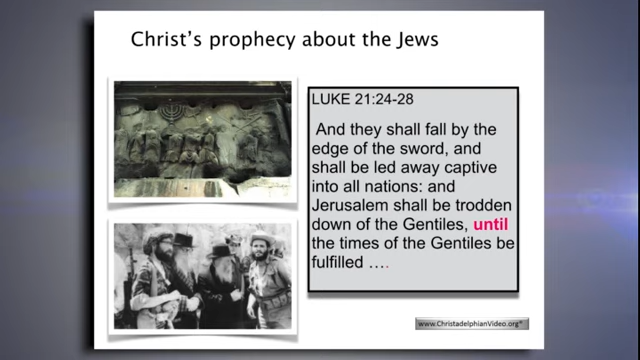 Christ's prophecy about the Jews
LUKE 21:24-28
And they shall fall by the
edge of the sword, and
shall be led away captive
into all nations: and
Jerusalem shall be trodden
down of the Gentiles, until
the times of the Gentiles be
fulfilled ….
www.ChristadelphianVideo.org